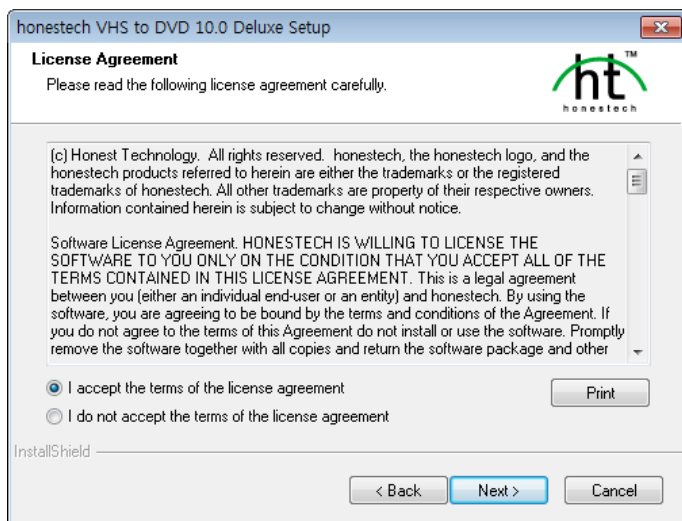 honestech VHS to DVD 10.0 Deluxe Setup
License Agreement
Please read the following license agreement carefully.
ht™
honestech
(c) Honest Technology.  All rights reserved.  honestech, the honestech logo, and the
honestech products referred to herein are either the trademarks or the registered
trademarks of honestech. All other trademarks are property of their respective owners.
Information contained herein is subject to change without notice.
Software License Agreement. HONESTECH IS WILLING TO LICENSE THE
SOFTWARE TO YOU ONLY ON THE CONDITION THAT YOU ACCEPT ALL OF THE
TERMS CONTAINED IN THIS LICENSE AGREEMENT. This is a legal agreement
between you (either an individual end-user or an entity) and honestech. By using the
software, you are agreeing to be bound by the terms and conditions of the Agreement. If
you do not agree to the terms of this Agreement do not install or use the software. Promptly
remove the software together with all copies and return the software package and other
I accept the terms of the license agreement
Print
I do not accept the terms of the license agreement
InstallShield
< Back
Next >
Cancel